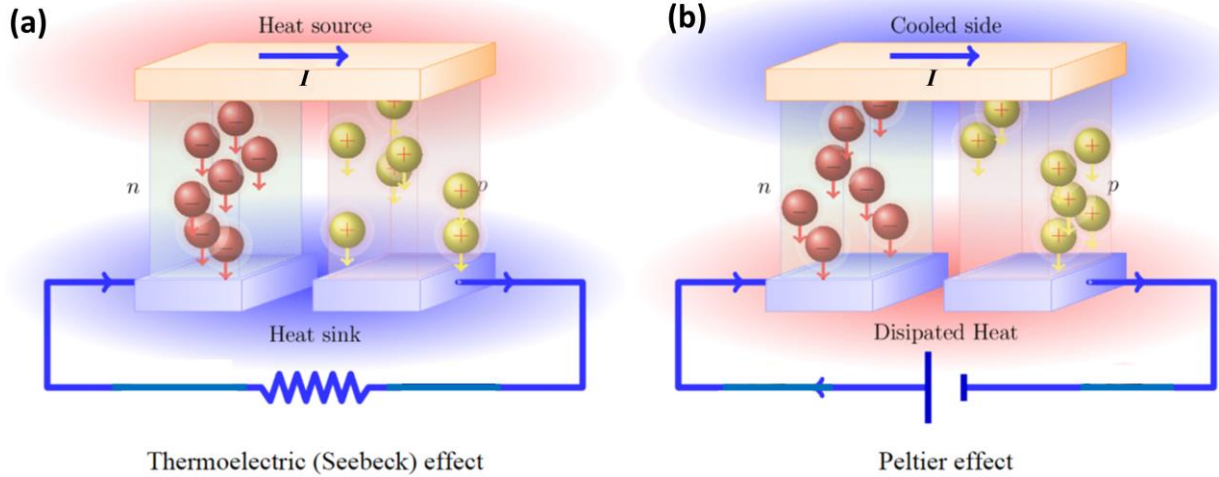 (a)
Heat source
I
n
p
Heat sink
Thermoelectric (Seebeck) effect
(b)
Cooled side
I
n
p
Disipated Heat
Peltier effect